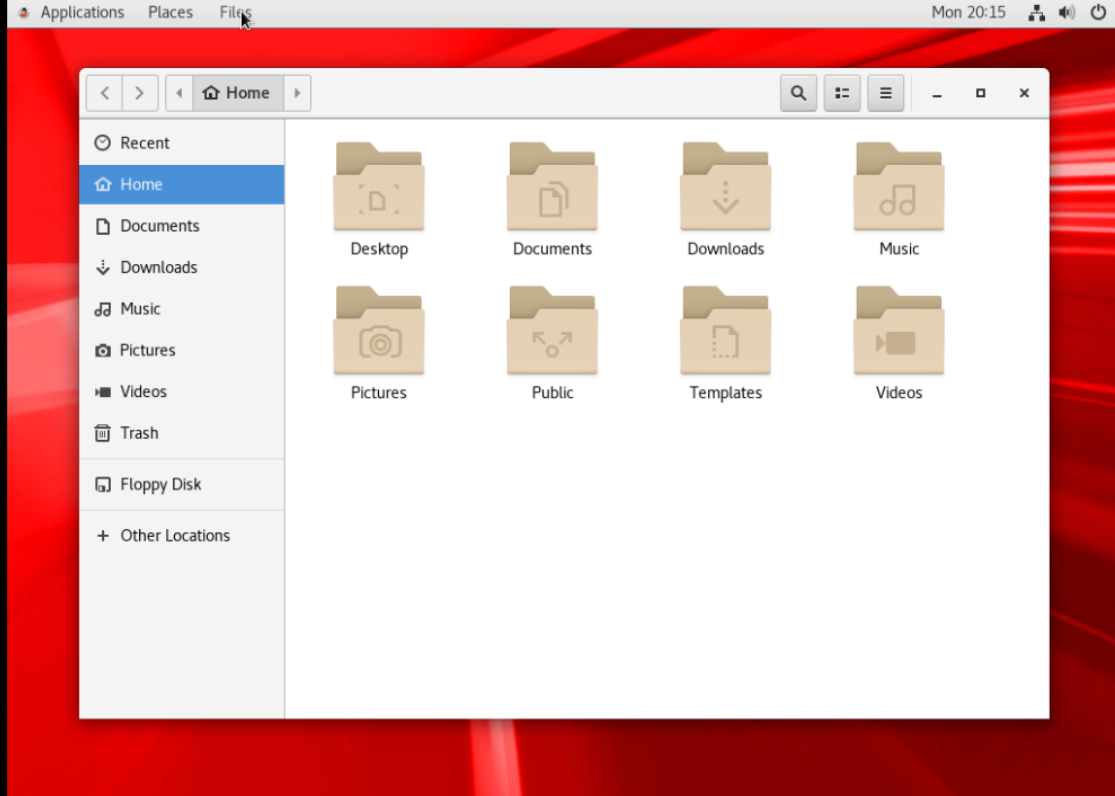 Applications Places Files Mon 20:15
Home
Recent
Home
Documents
Downloads
Music
Pictures
Videos
Trash
Floppy Disk
Other Locations
Desktop Documents Downloads Music
Pictures Public Templates Videos